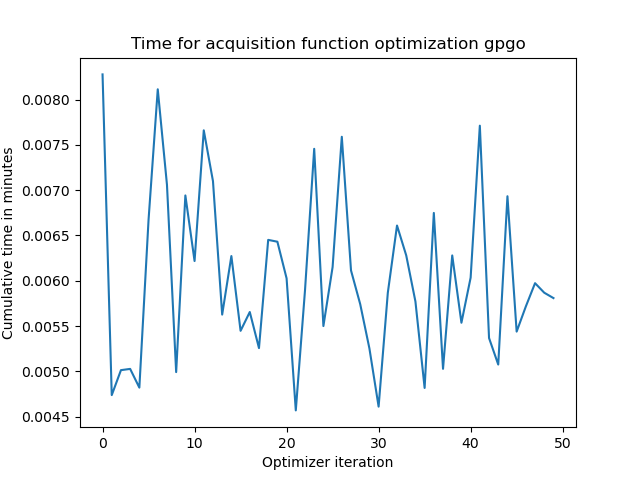 Time for acquisition function optimization gpgo
Cumulative time in minutes
0.0080
0.0075
0.0070
0.0065
0.0060
0.0055
0.0050
0.0045
0 10 20 30 40 50
Optimizer iteration